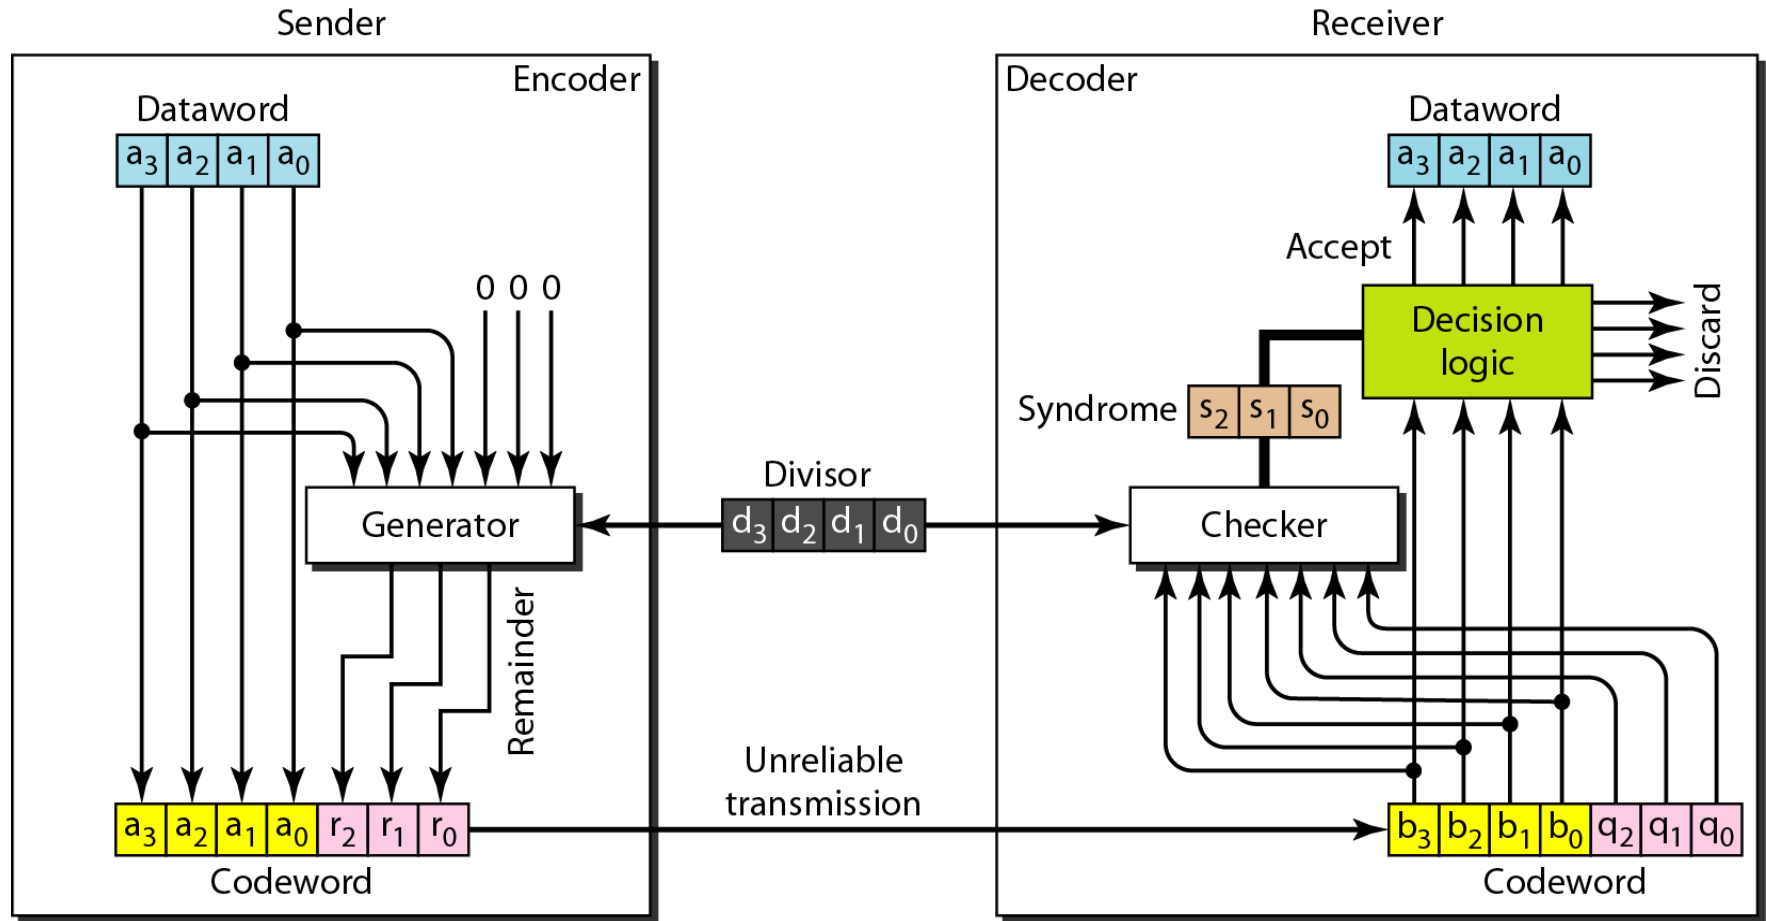 Sender
Encoder
Dataword
a3 a2 a1 a0
0 0 0
Generator
Remainder
a3 a2 a1 a0 r2 r1 r0
Codeword
Divisor
d3 d2 d1 d0
Unreliable
transmission
Receiver
Decoder
Dataword
a3 a2 a1 a0
Accept
Decision
logic
Discard
Syndrome
s2 s1 s0
Checker
b3 b2 b1 b0 q2 q1 q0
Codeword